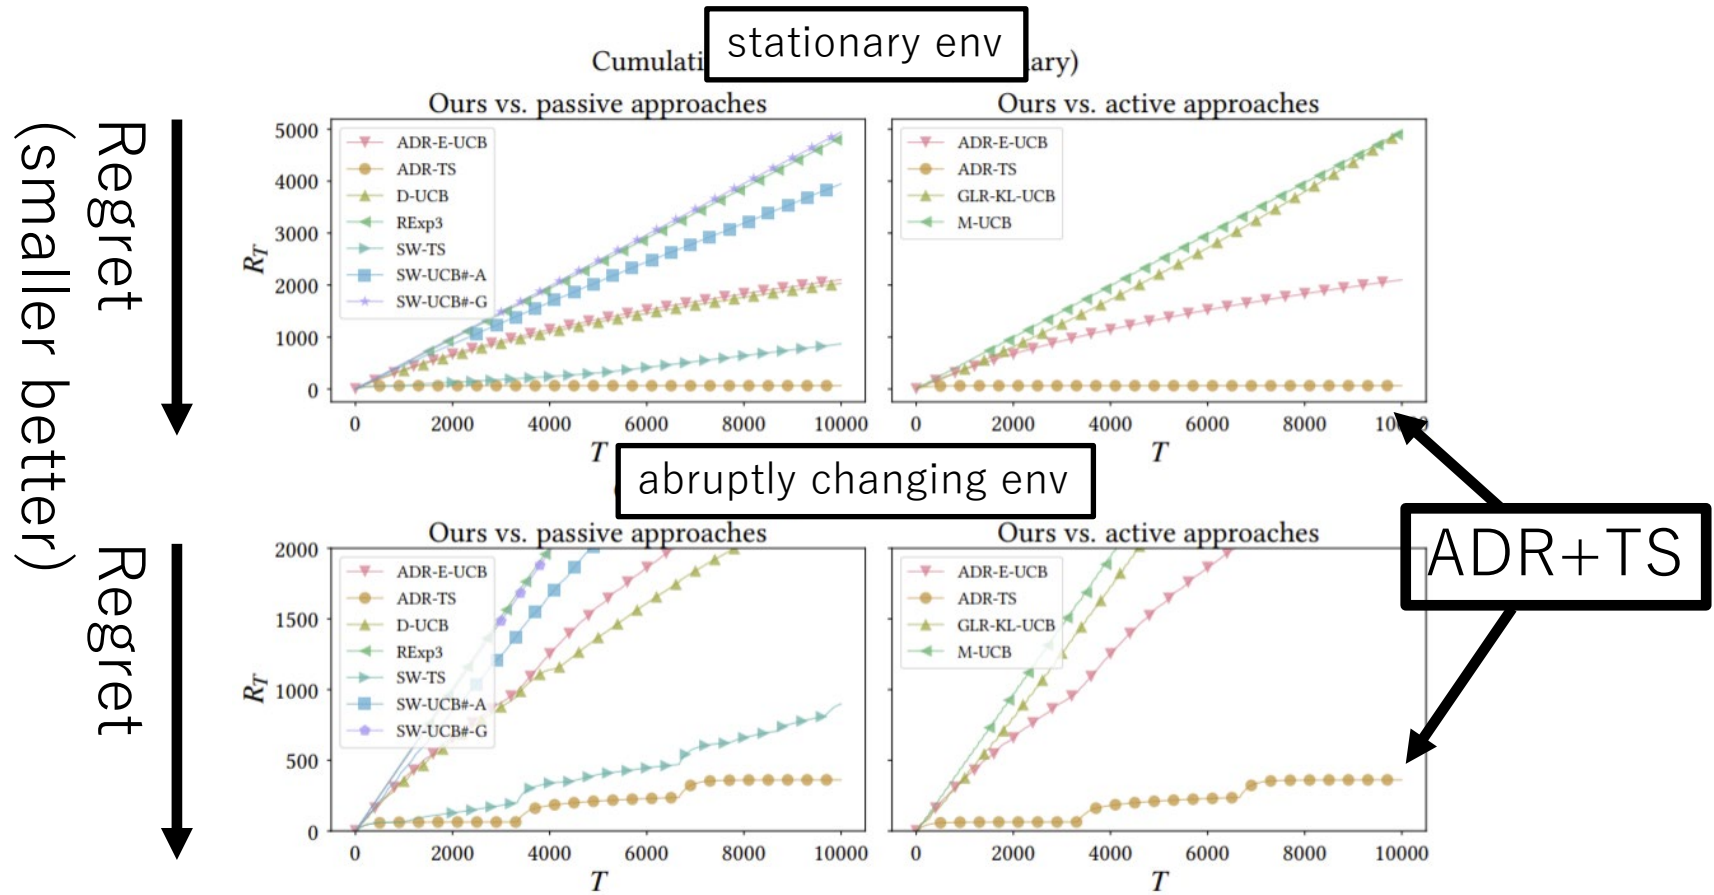 stationary env
Cumulati
ary)
Regret
(smaller better)
Ours vs. passive approaches
5000
4000
3000
2000
1000
0
R_T
ADR-E-UCB
ADR-TS
D-UCB
RExp3
SW-TS
SW-UCB#-A
SW-UCB#-G
0 2000 4000 6000 8000 10000
T
Ours vs. active approaches
ADR-E-UCB
ADR-TS
GLR-KL-UCB
M-UCB
0 2000 4000 6000 8000 10000
T
abruptly changing env
ADR+TS
Regret
Ours vs. passive approaches
2000
1500
1000
500
0
R_T
ADR-E-UCB
ADR-TS
D-UCB
RExp3
SW-TS
SW-UCB#-A
SW-UCB#-G
0 2000 4000 6000 8000 10000
T
Ours vs. active approaches
ADR-E-UCB
ADR-TS
GLR-KL-UCB
M-UCB
0 2000 4000 6000 8000 10000
T